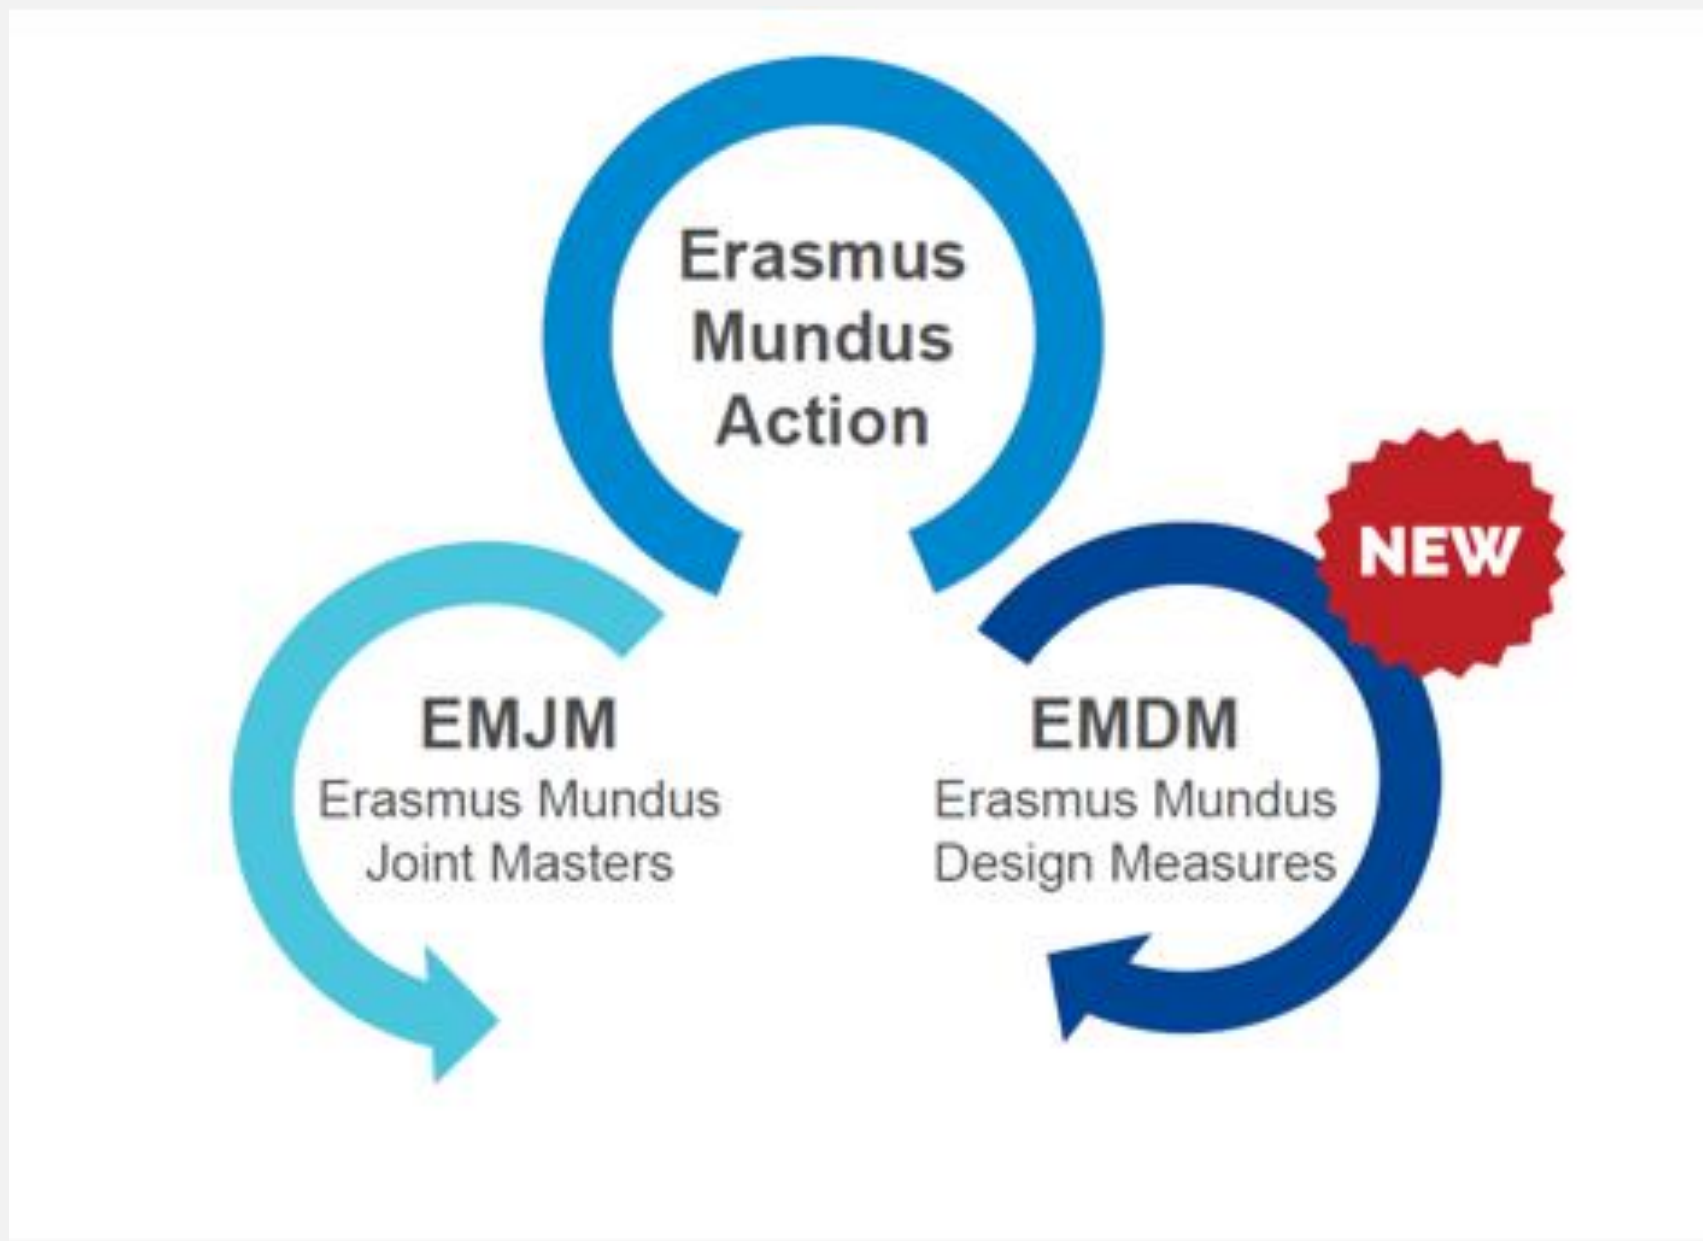 Erasmus
Mundus
Action
NEW
EMJM
Erasmus Mundus
Joint Masters
EMDM
Erasmus Mundus
Design Measures